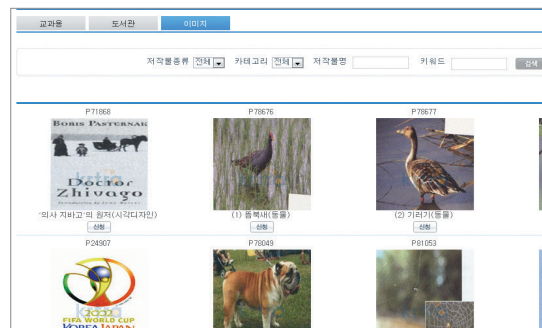 교과용 도서관 이미지
저작물종류 전체 카테고리 전체 저작물명 키워드 검색
P71868 P78676 P78677
BORIS PASTERNAK
Doctor
Zhivago
'의사 지바고'의 원저(시각디자인) (1) 뜸북새(동물) (2) 기러기(동물)
신청 신청 신청
P24907 P78049 P81053
2002
FIFA WORLD CUP
KOREA JAPAN